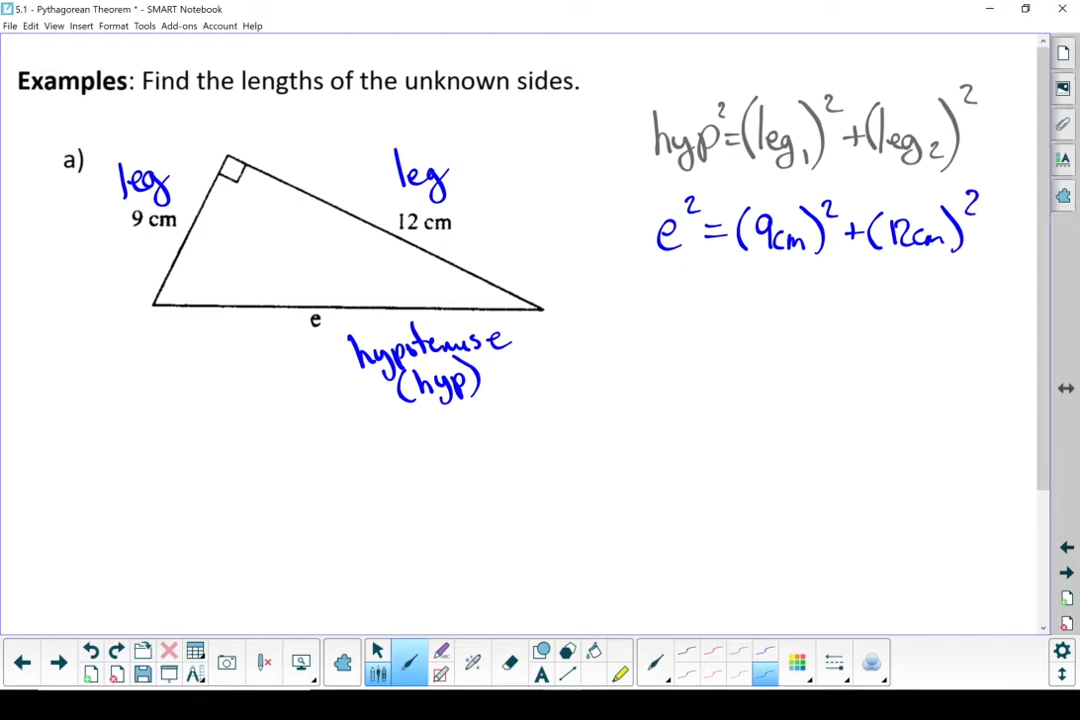 5.1 - Pythagorean Theorem * - SMART Notebook
File Edit View Insert Format Tools Add-ons Account Help
Examples: Find the lengths of the unknown sides.
hyp²=(leg₁)²+(leg₂)²
a)
leg
leg
9 cm
12 cm
e²=(9cm)²+(12cm)²
e
hypotenuse
(hyp)